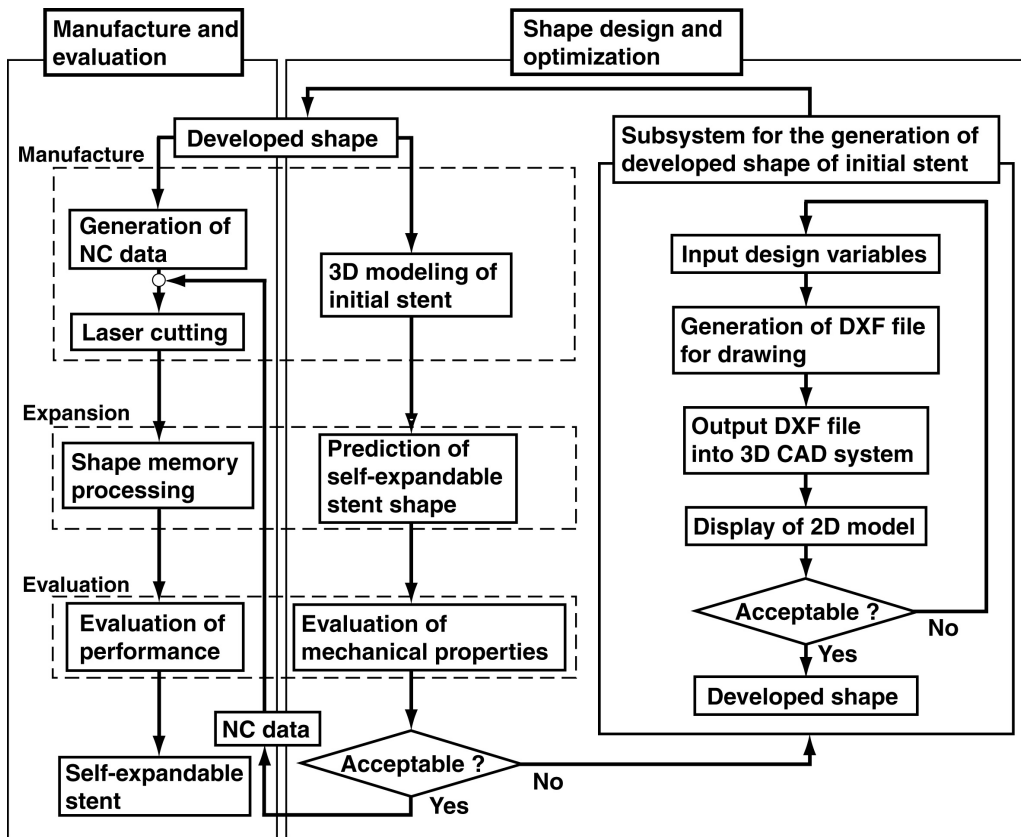 Manufacture and
evaluation
Shape design and
optimization
Developed shape
Manufacture
Generation of
NC data
Laser cutting
3D modeling of
initial stent
Expansion
Shape memory
processing
Prediction of
self-expandable
stent shape
Evaluation
Evaluation of
performance
Evaluation of
mechanical properties
NC data
Self-expandable
stent
Acceptable ?
Yes
No
Subsystem for the generation of
developed shape of initial stent
Input design variables
Generation of DXF file
for drawing
Output DXF file
into 3D CAD system
Display of 2D model
Acceptable ?
No
Yes
Developed shape